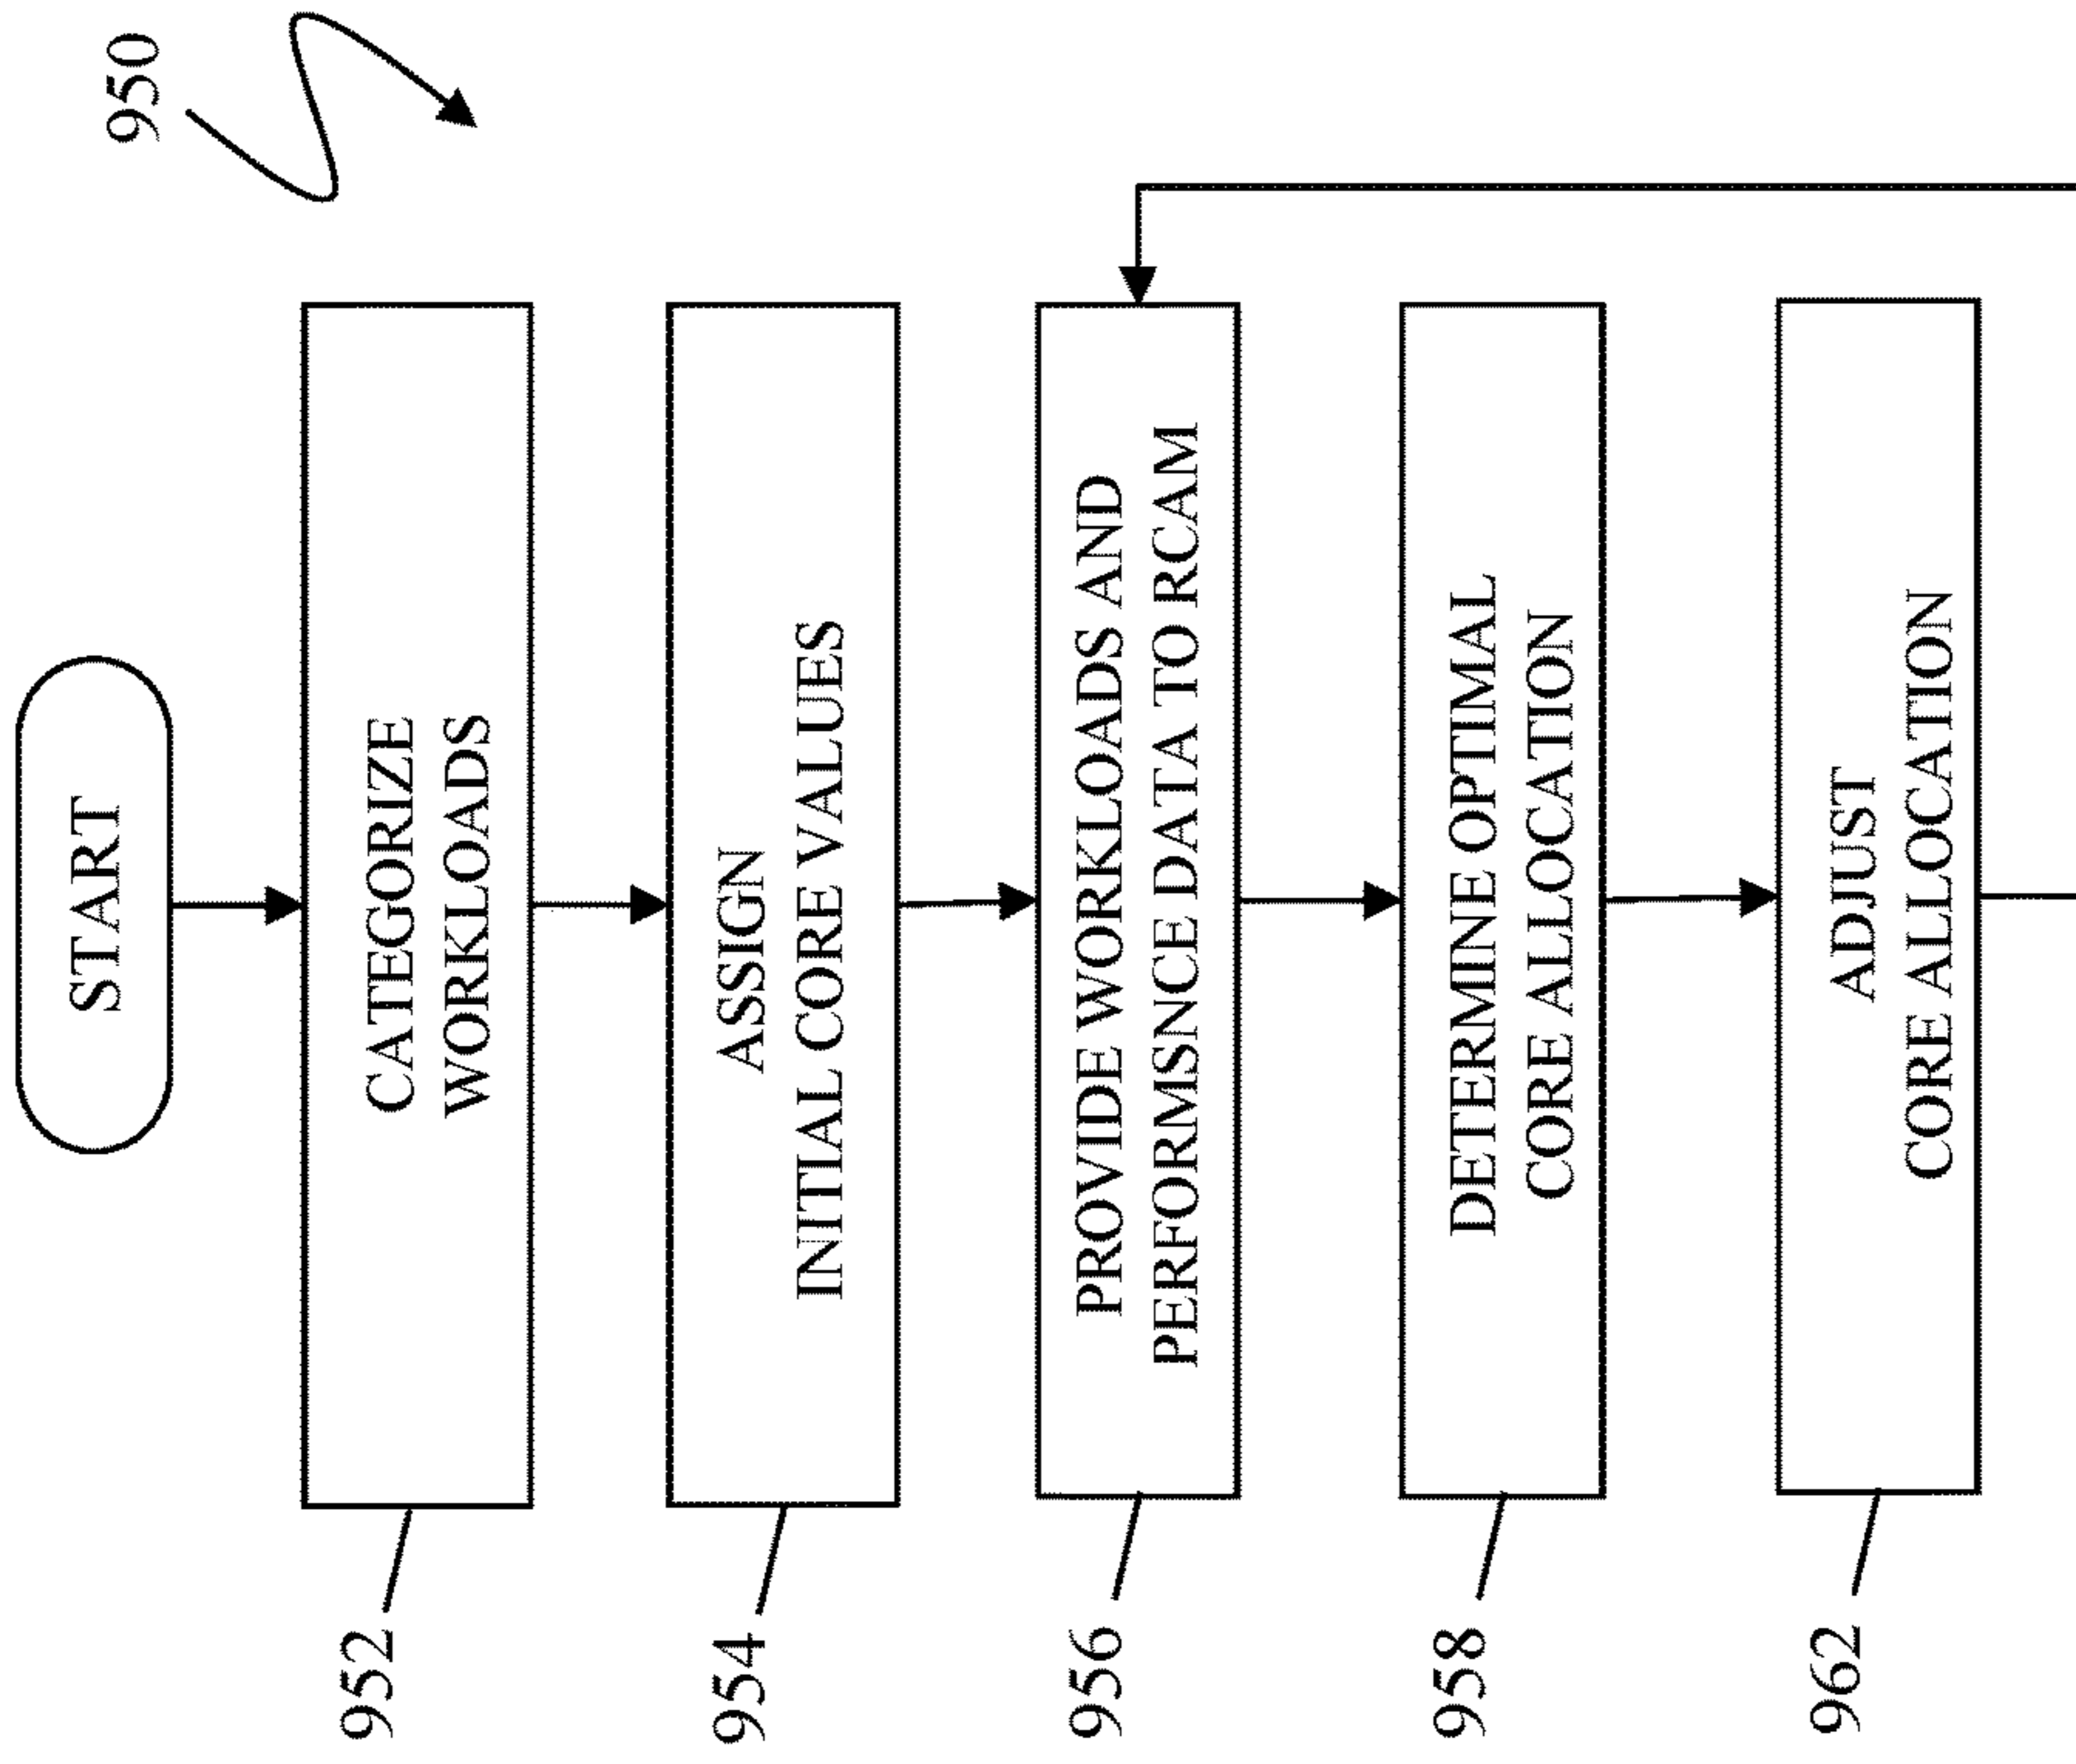 950
START
952
CATEGORIZE
WORKLOADS
954
ASSIGN
INITIAL CORE VALUES
956
PROVIDE WORKLOADS AND
PERFORMSNCE DATA TO RCAM
958
DETERMINE OPTIMAL
CORE ALLOCATION
962
ADJUST
CORE ALLOCATION